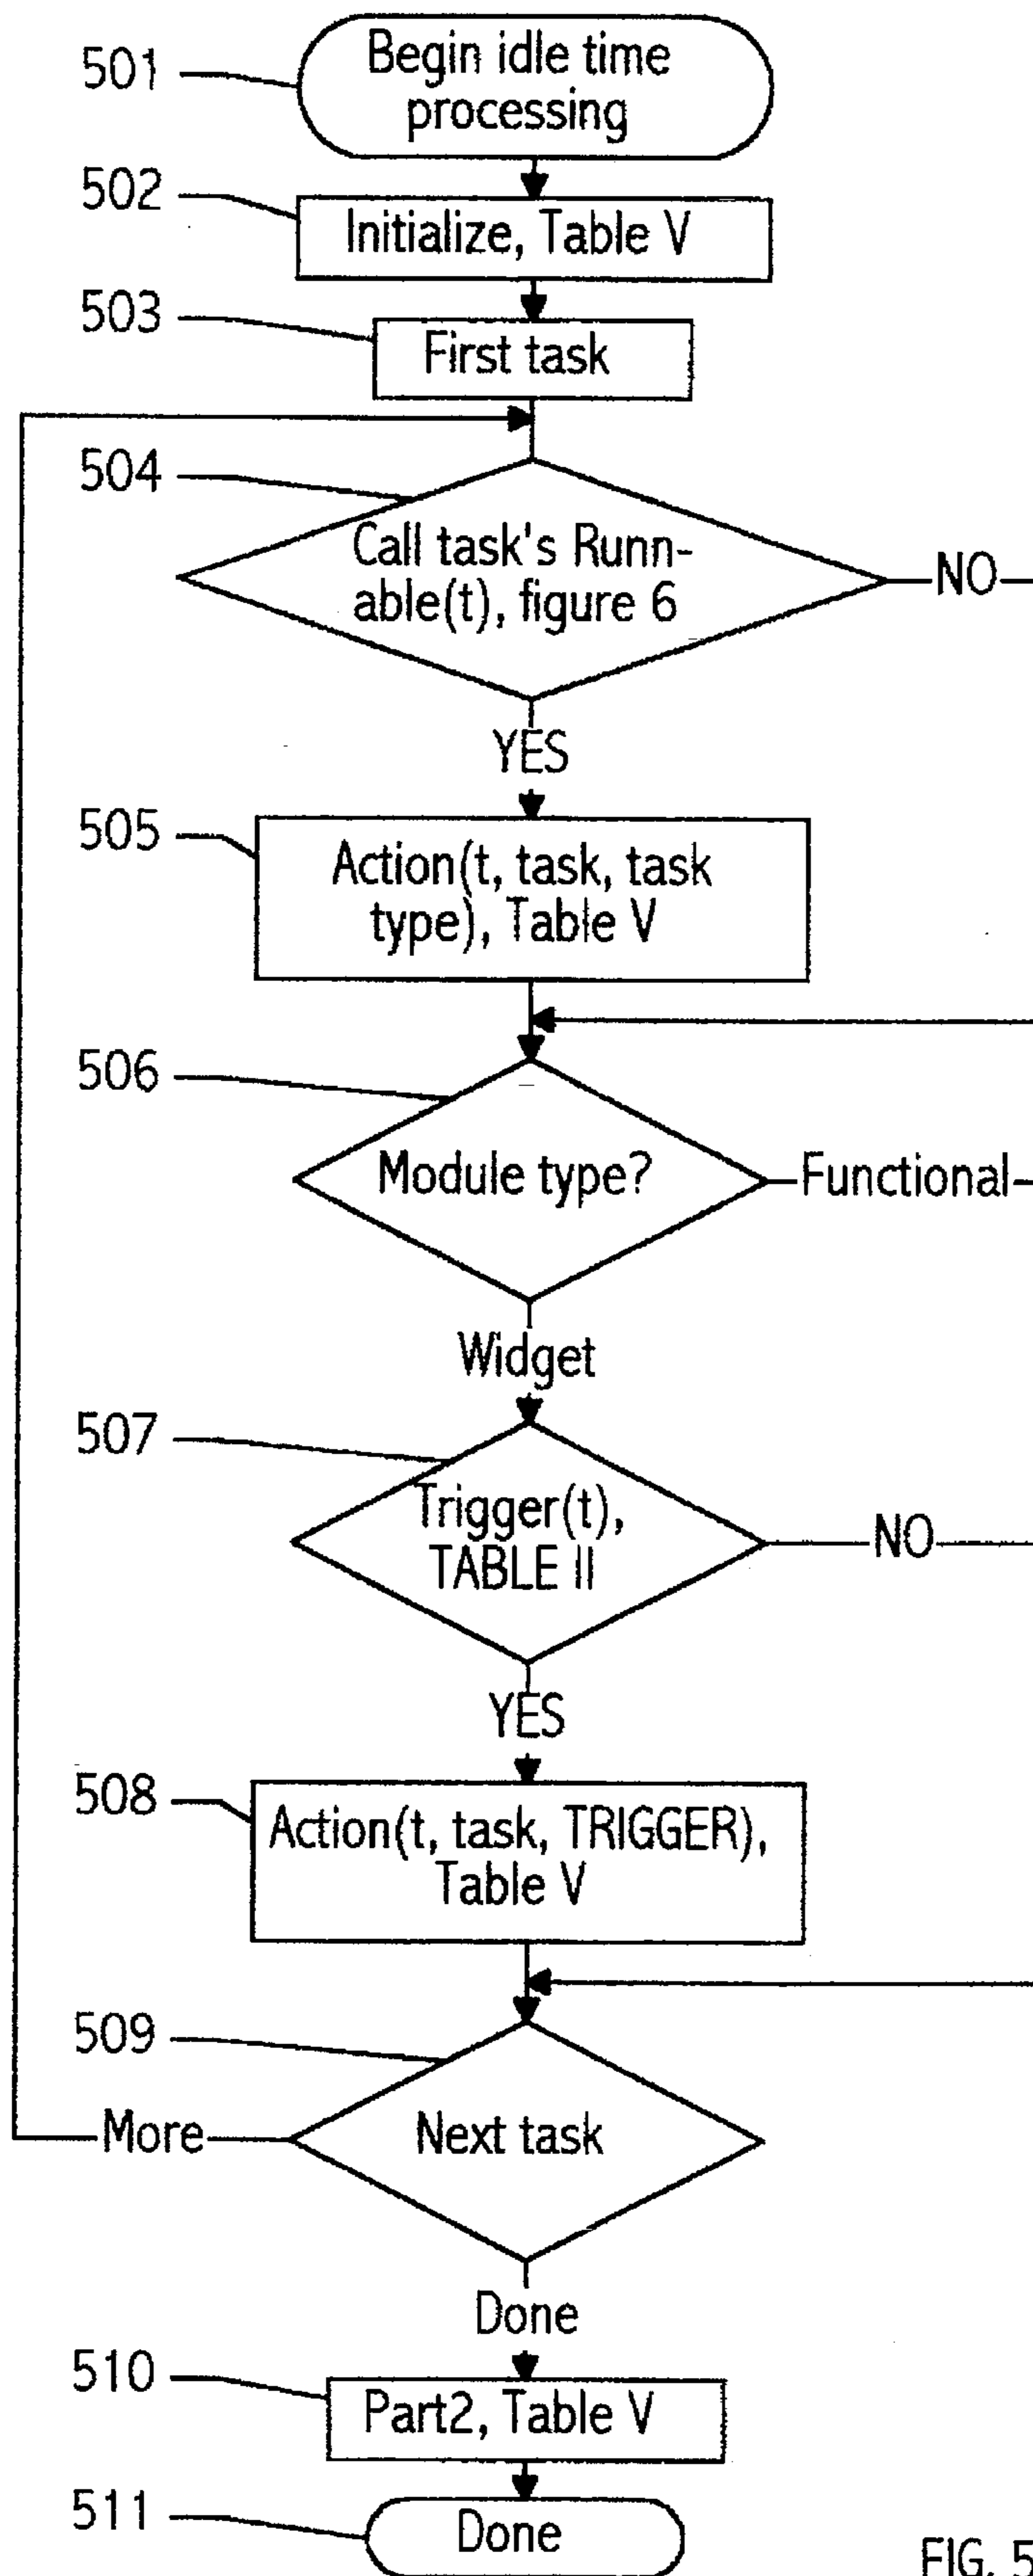 501
Begin idle time
processing
502
Initialize, Table V
503
First task
504
Call task's Runn-
able(t), figure 6
NO
YES
505
Action(t, task, task
type), Table V
506
Module type?
Functional
Widget
507
Trigger(t),
TABLE II
NO
YES
508
Action(t, task, TRIGGER),
Table V
509
More
Next task
Done
510
Part2, Table V
511
Done
FIG. 5